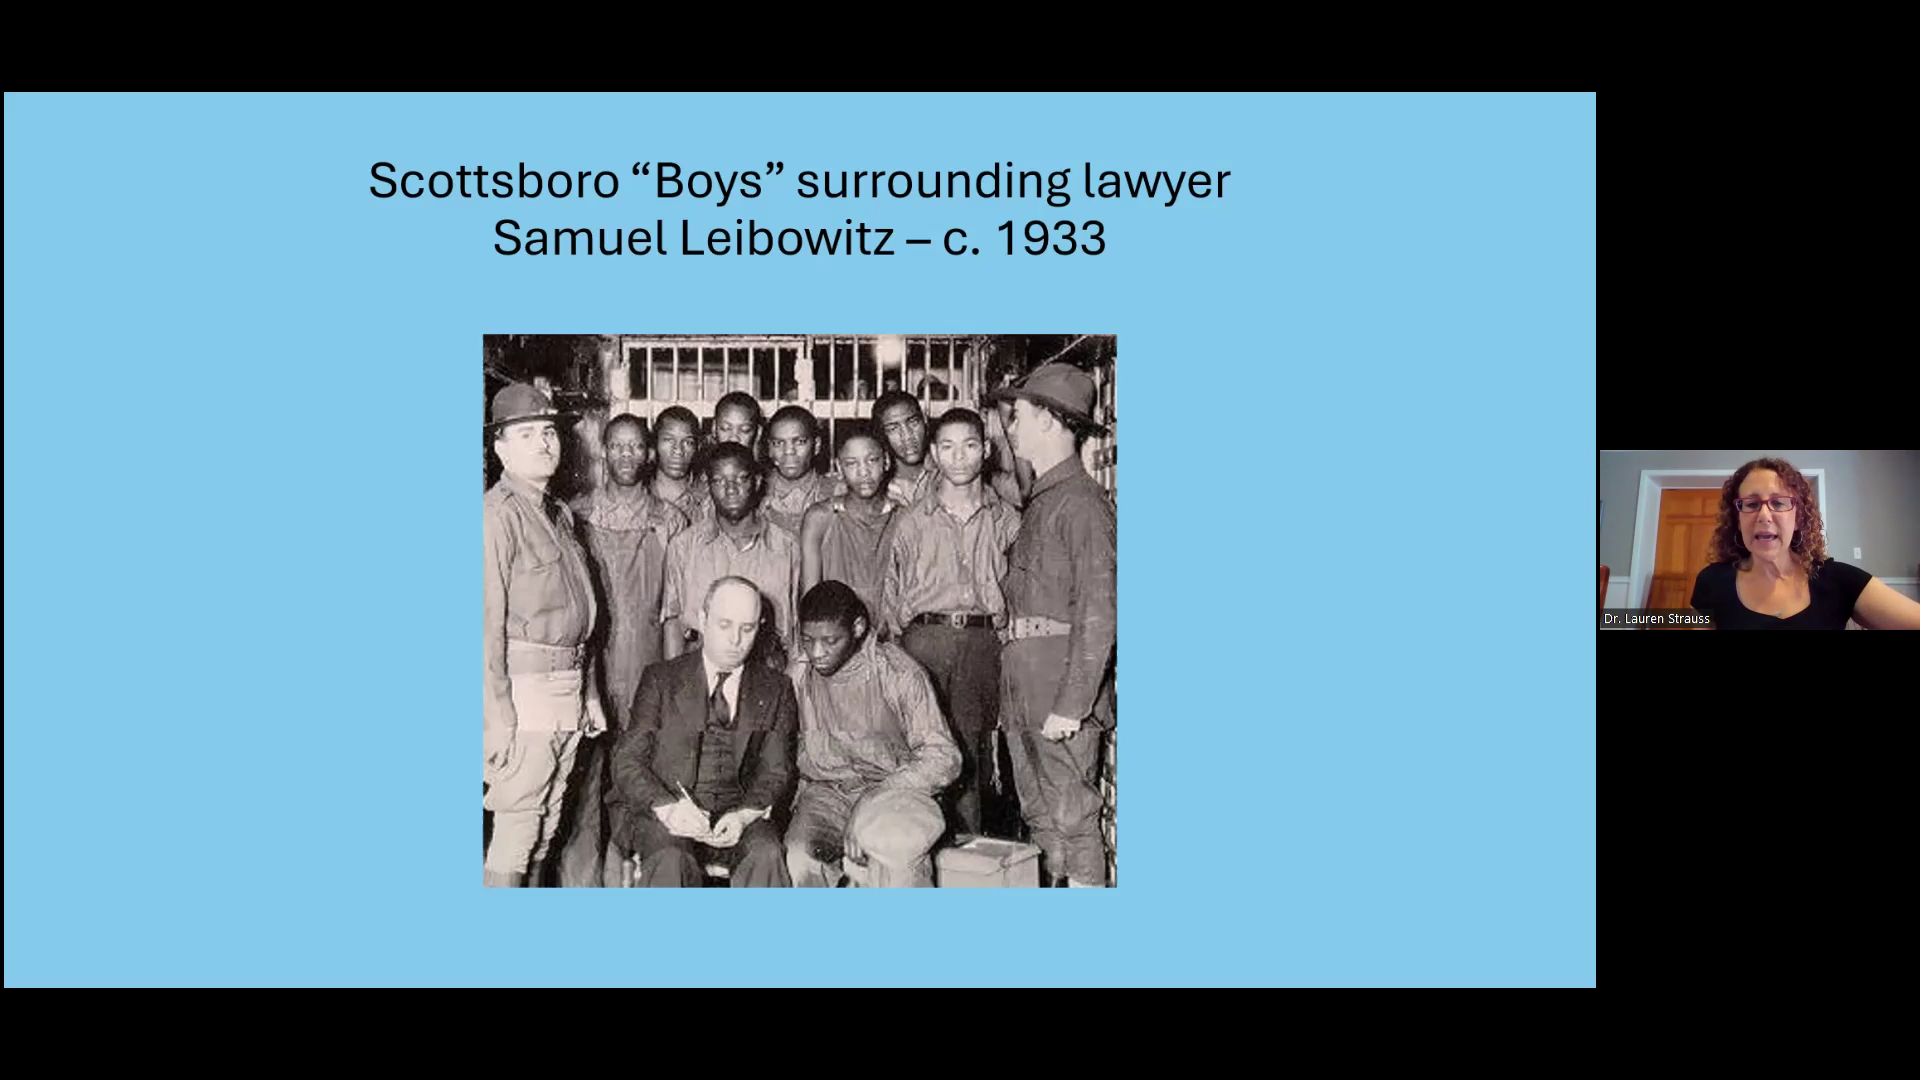 Scottsboro “Boys” surrounding lawyer
Samuel Leibowitz – c. 1933
Dr. Lauren Strauss